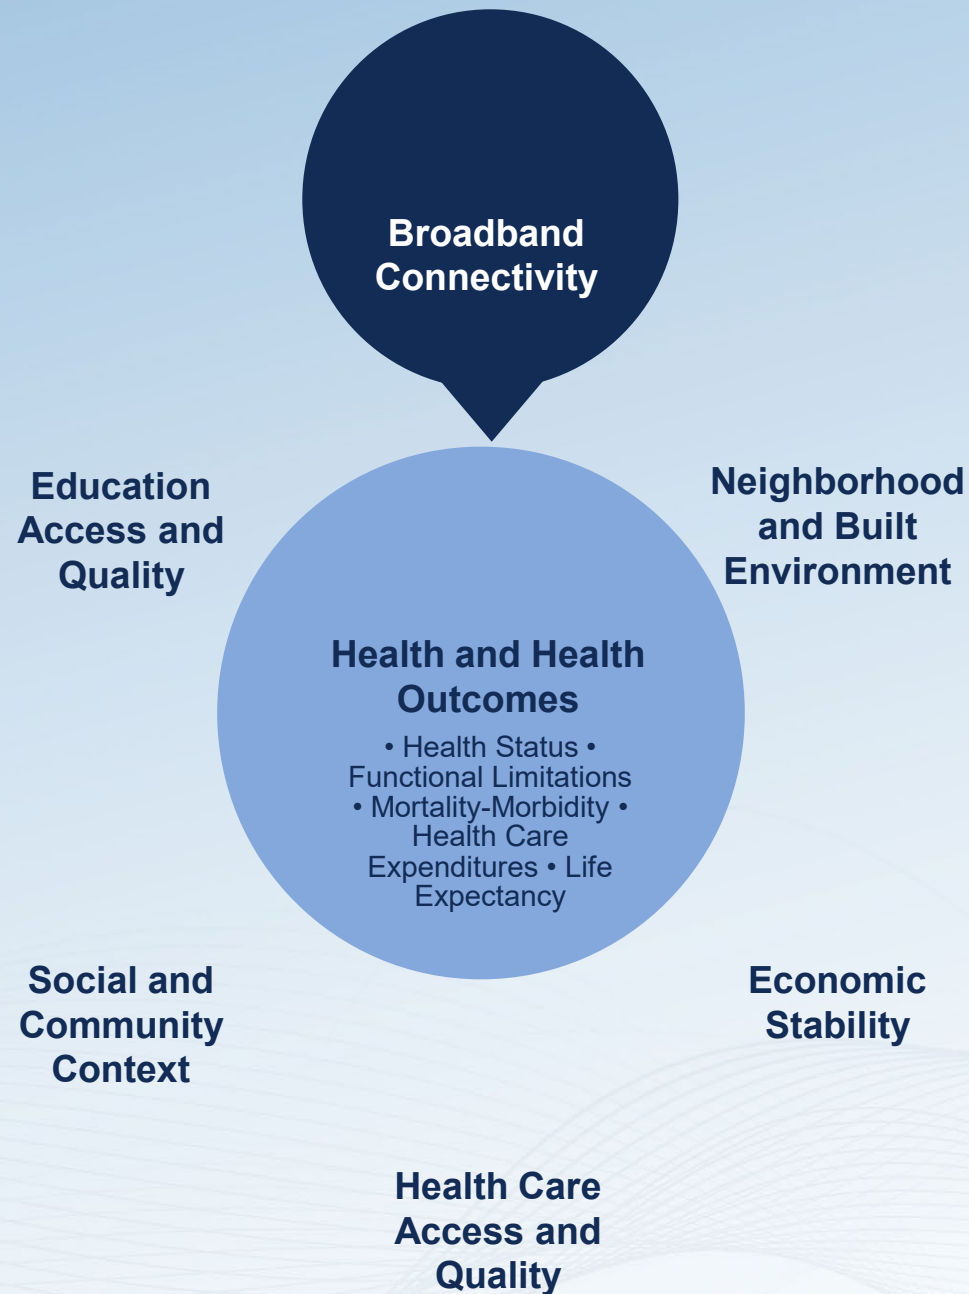 Broadband
Connectivity
Education
Access and
Quality
Neighborhood
and Built
Environment
Health and Health
Outcomes
• Health Status •
Functional Limitations
• Mortality-Morbidity •
Health Care
Expenditures • Life
Expectancy
Social and
Community
Context
Economic
Stability
Health Care
Access and
Quality